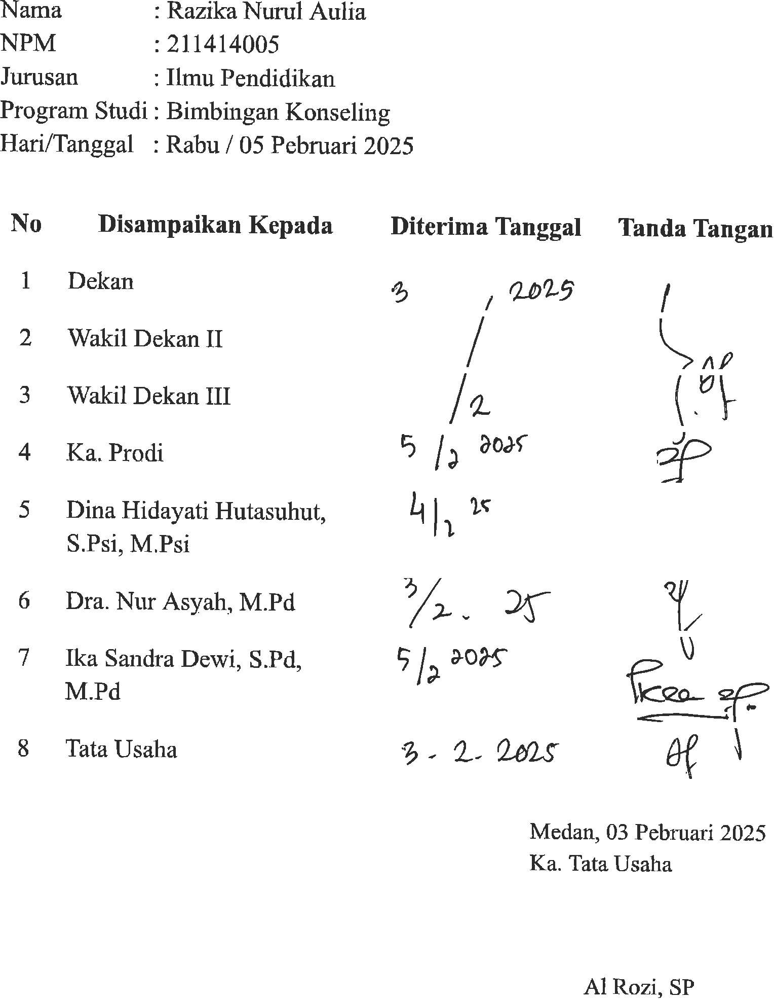 Nama : Razika Nurul Aulia
NPM : 211414005
Jurusan : Ilmu Pendidikan
Program Studi : Bimbingan Konseling
Hari/Tanggal : Rabu / 05 Pebruari 2025
No Disampaikan Kepada Diterima Tanggal Tanda Tangan
1 Dekan 3 / 2025
2 Wakil Dekan II
3 Wakil Dekan III 2
4 Ka. Prodi 5/2 2025
5 Dina Hidayati Hutasuhut, 4/2 25
S.Psi, M.Psi
6 Dra. Nur Asyah, M.Pd 3/2. 25
7 Ika Sandra Dewi, S.Pd, 5/2 2025
M.Pd
8 Tata Usaha 3 - 2 - 2025
Medan, 03 Pebruari 2025
Ka. Tata Usaha
Al Rozi, SP